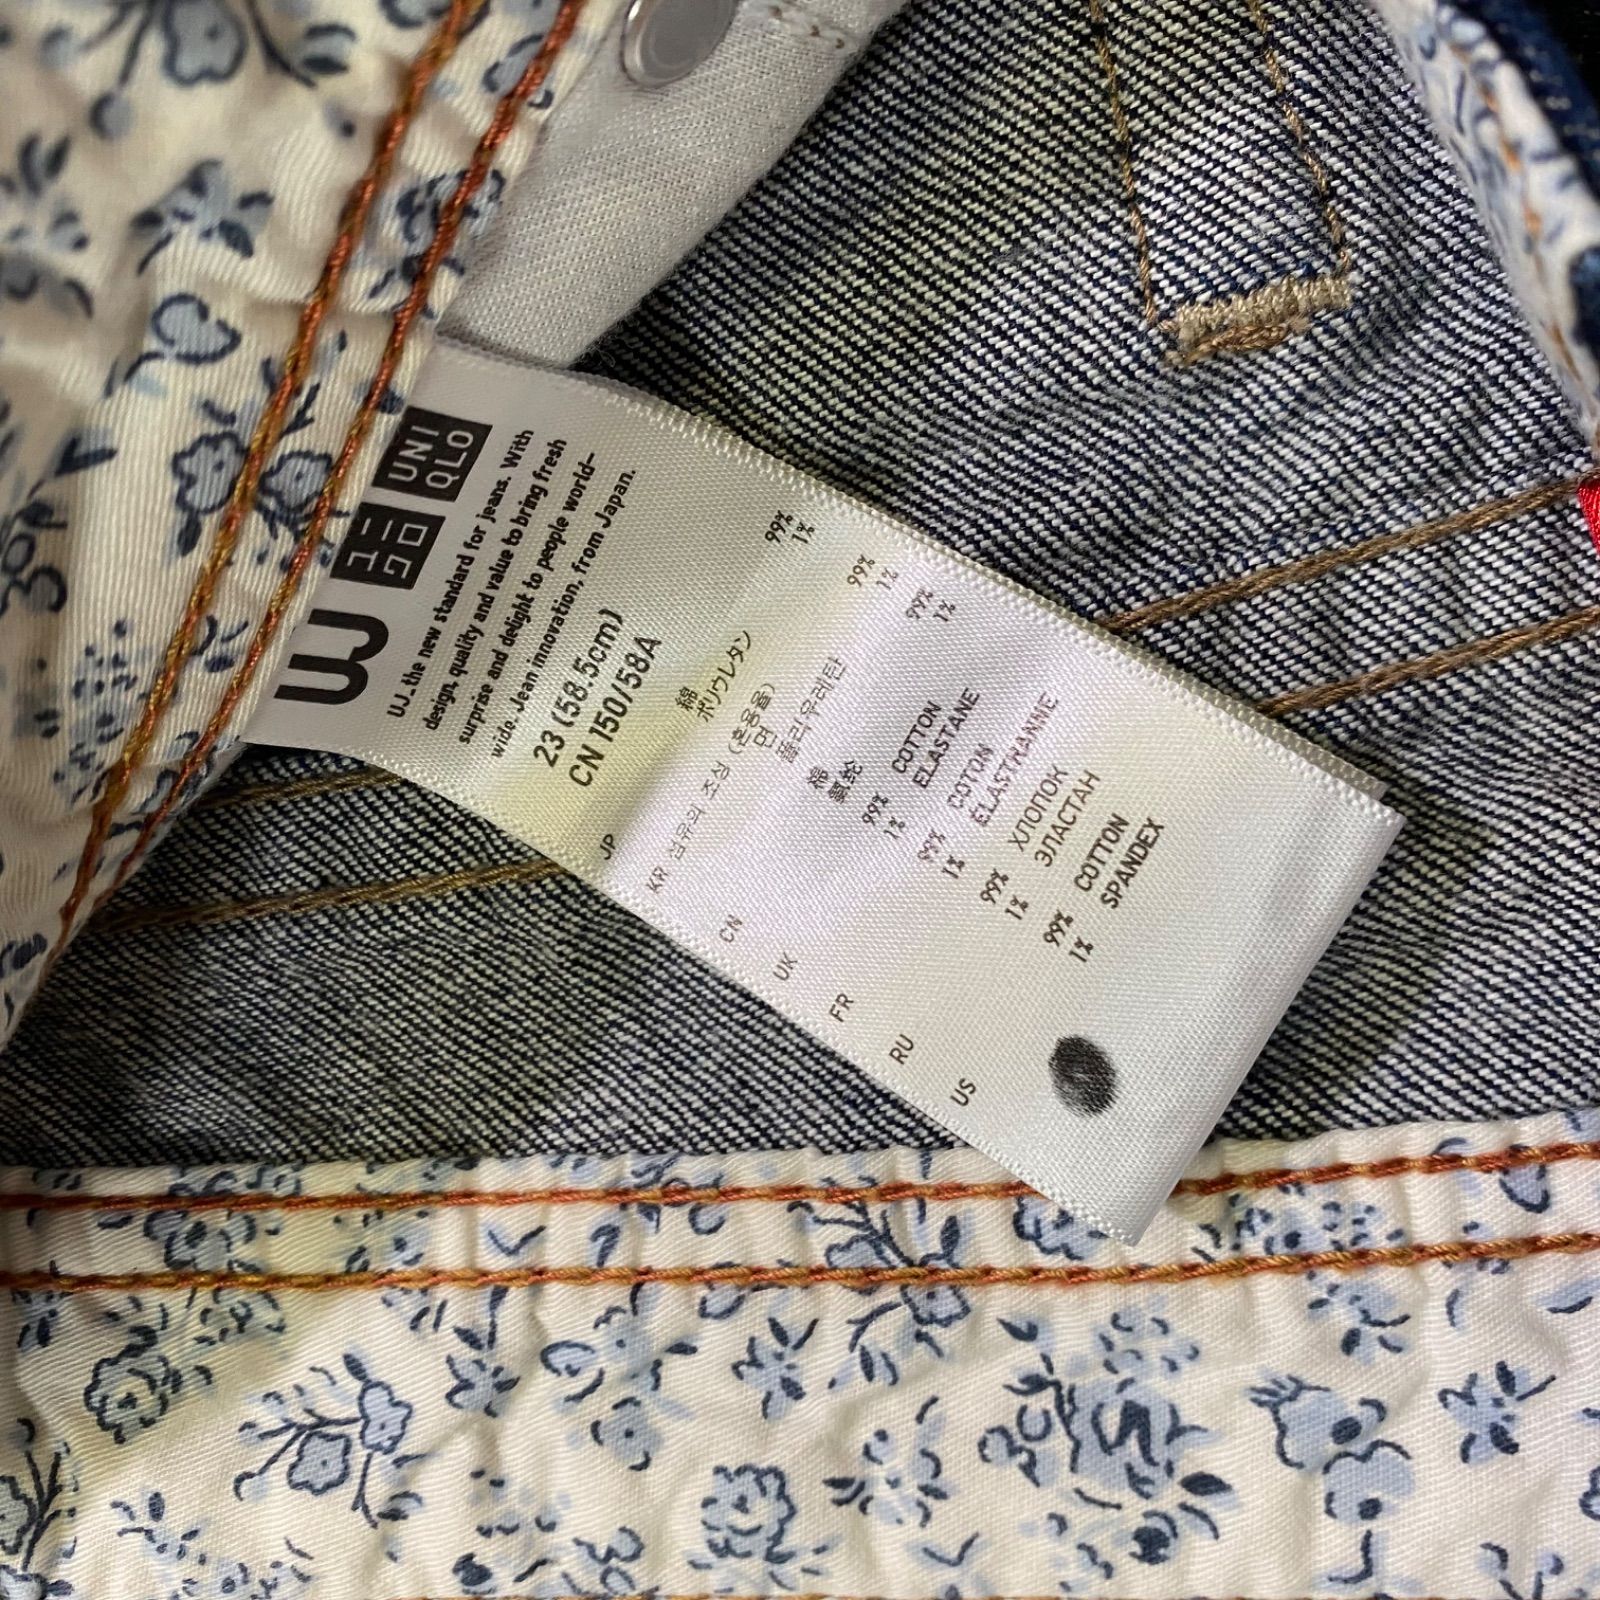 UJ
ユニ
クロ
UNI
QLO
UJ_the new standard for jeans. With
design, quality and value to bring fresh
surprise and delight to people world-
wide. Jean innovation, from Japan.
23 (58.5cm)
CN 150/58A
JP 綿 99%
ポリウレタン 1%
KR 섬유의 조성 (혼용율)
면 99%
폴리우레탄 1%
CN 棉 99%
氨纶 1%
UK 99% COTTON
1% ELASTANE
FR 99% COTON
1% ELASTHANNE
RU 99% ХЛОПОК
1% ЭЛАСТАН
US 99% COTTON
1% SPANDEX